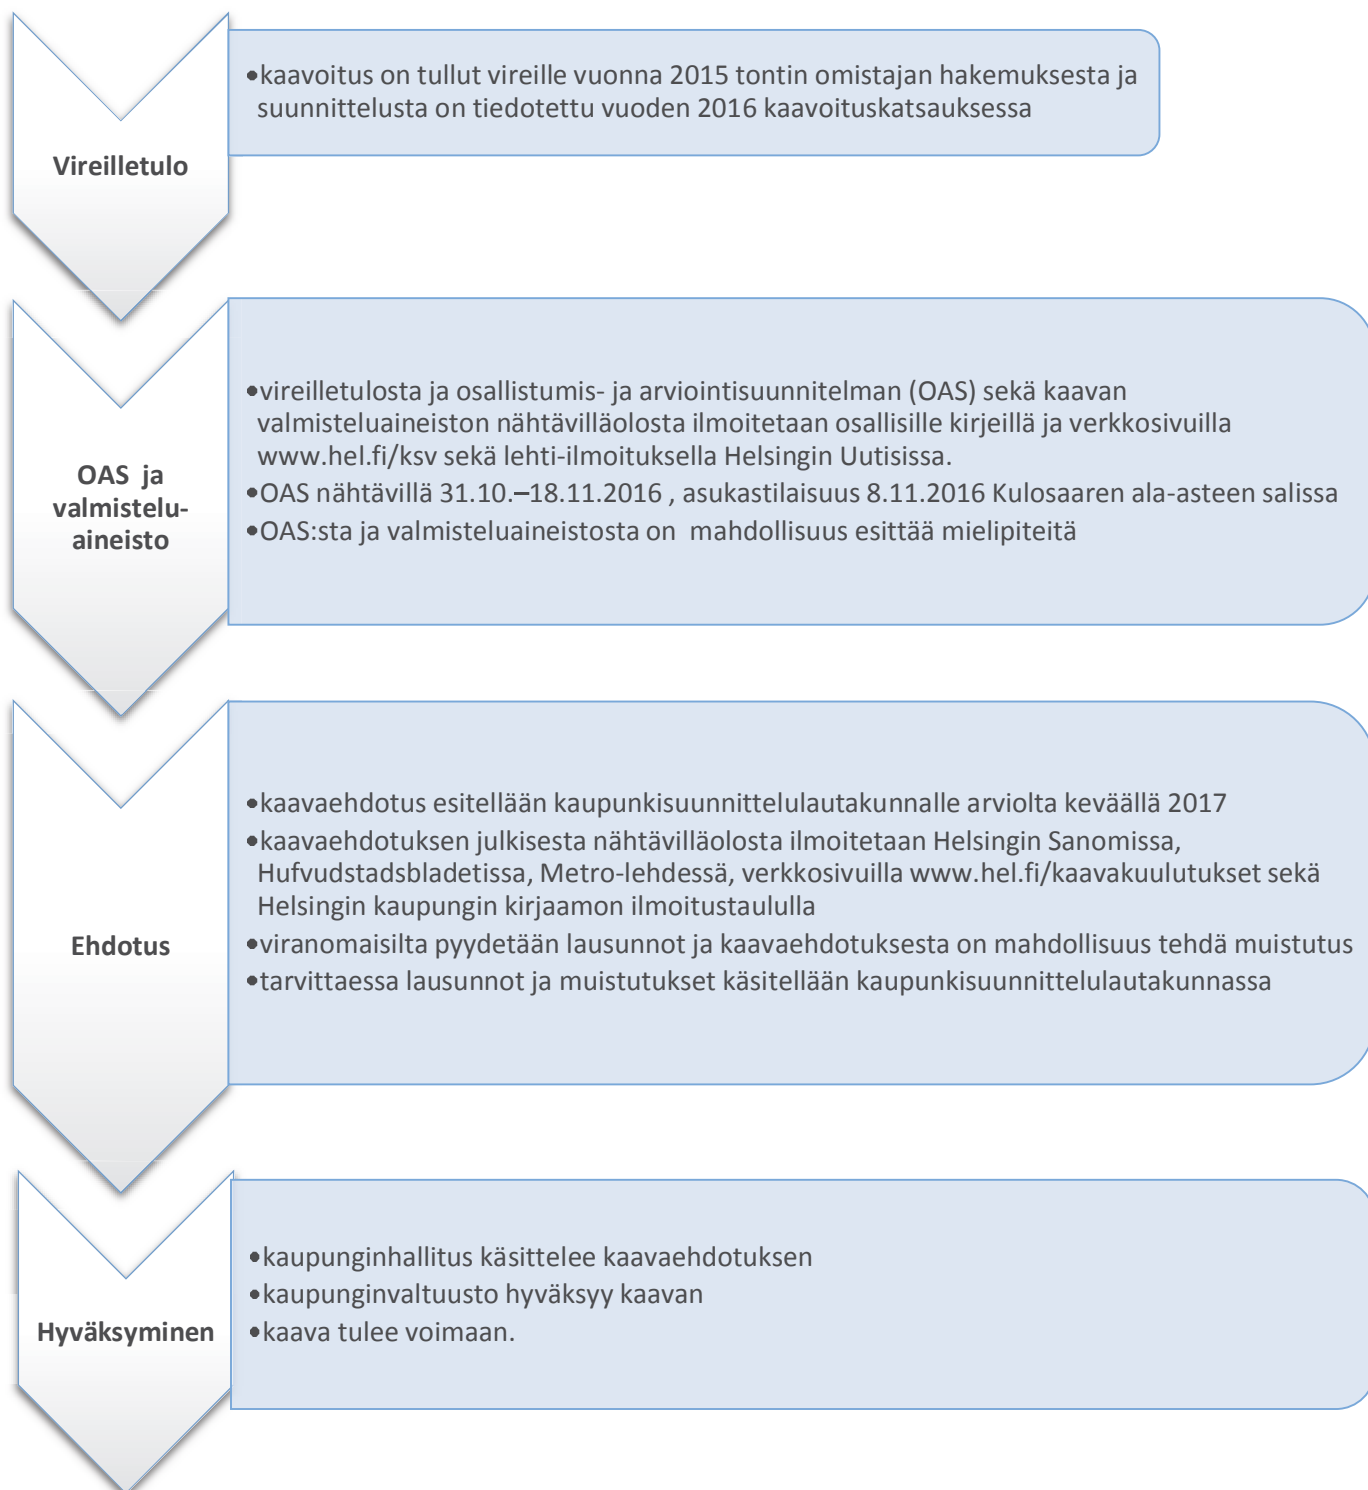 Vireilletulo
•kaavoitus on tullut vireille vuonna 2015 tontin omistajan hakemuksesta ja
suunnittelusta on tiedotettu vuoden 2016 kaavoituskatsauksessa
OAS ja
valmistelu-
aineisto
•vireilletulosta ja osallistumis- ja arviointisuunnitelman (OAS) sekä kaavan
valmisteluaineiston nähtävilläolosta ilmoitetaan osallisille kirjeillä ja verkkosivuilla
www.hel.fi/ksv sekä lehti-ilmoituksella Helsingin Uutisissa.
•OAS nähtävillä 31.10.–18.11.2016 , asukastilaisuus 8.11.2016 Kulosaaren ala-asteen salissa
•OAS:sta ja valmisteluaineistosta on mahdollisuus esittää mielipiteitä
Ehdotus
•kaavaehdotus esitellään kaupunkisuunnittelulautakunnalle arviolta keväällä 2017
•kaavaehdotuksen julkisesta nähtävilläolosta ilmoitetaan Helsingin Sanomissa,
Hufvudstadsbladetissa, Metro-lehdessä, verkkosivuilla www.hel.fi/kaavakuulutukset sekä
Helsingin kaupungin kirjaamon ilmoitustaululla
•viranomaisilta pyydetään lausunnot ja kaavaehdotuksesta on mahdollisuus tehdä muistutus
•tarvittaessa lausunnot ja muistutukset käsitellään kaupunkisuunnittelulautakunnassa
Hyväksyminen
•kaupunginhallitus käsittelee kaavaehdotuksen
•kaupunginvaltuusto hyväksyy kaavan
•kaava tulee voimaan.